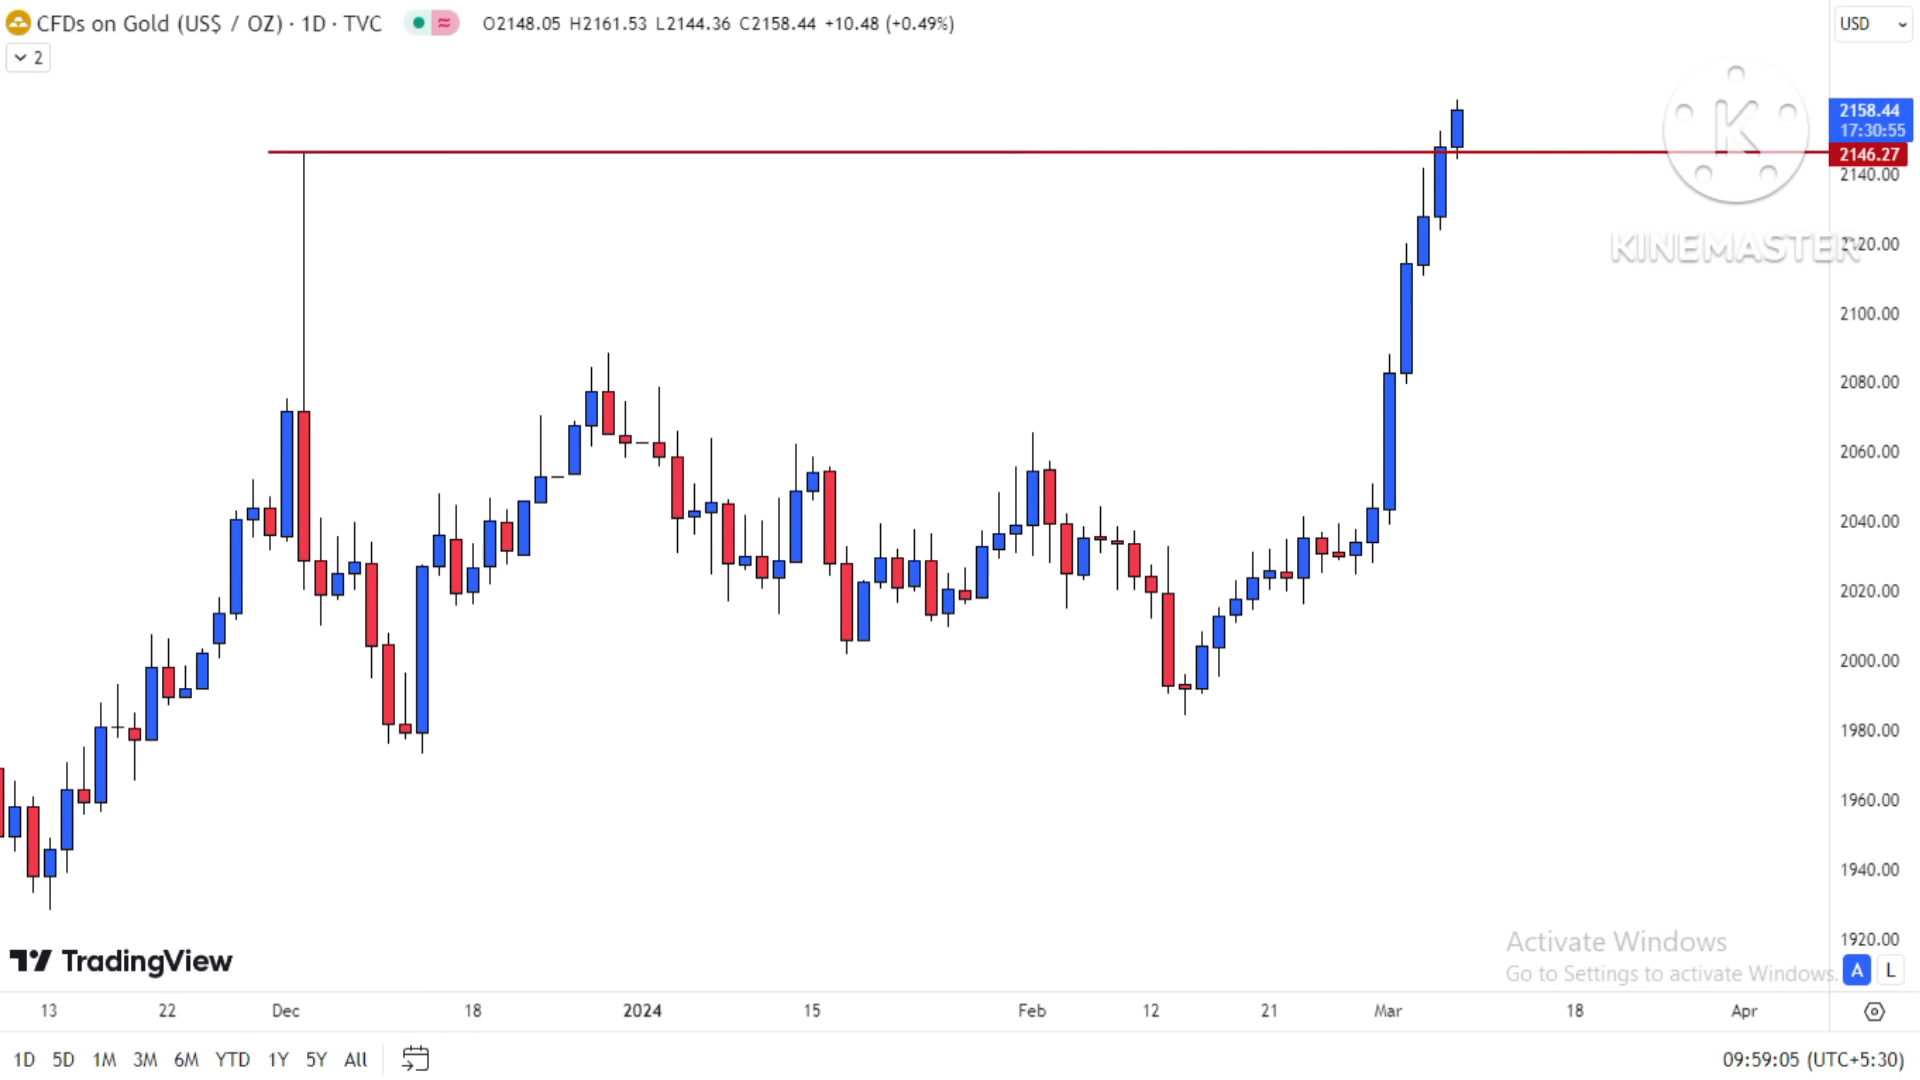 CFDs on Gold (US$ / OZ) · 1D · TVC O2148.05 H2161.53 L2144.36 C2158.44 +10.48 (+0.49%)
USD
2
K
KINEMASTER
2158.44
17:30:55
2146.27
2140.00
2120.00
2100.00
2080.00
2060.00
2040.00
2020.00
2000.00
1980.00
1960.00
1940.00
1920.00
TradingView
Activate Windows
Go to Settings to activate Windows.
A L
13 22 Dec 18 2024 15 Feb 12 21 Mar 18 Apr
1D 5D 1M 3M 6M YTD 1Y 5Y All 09:59:05 (UTC+5:30)